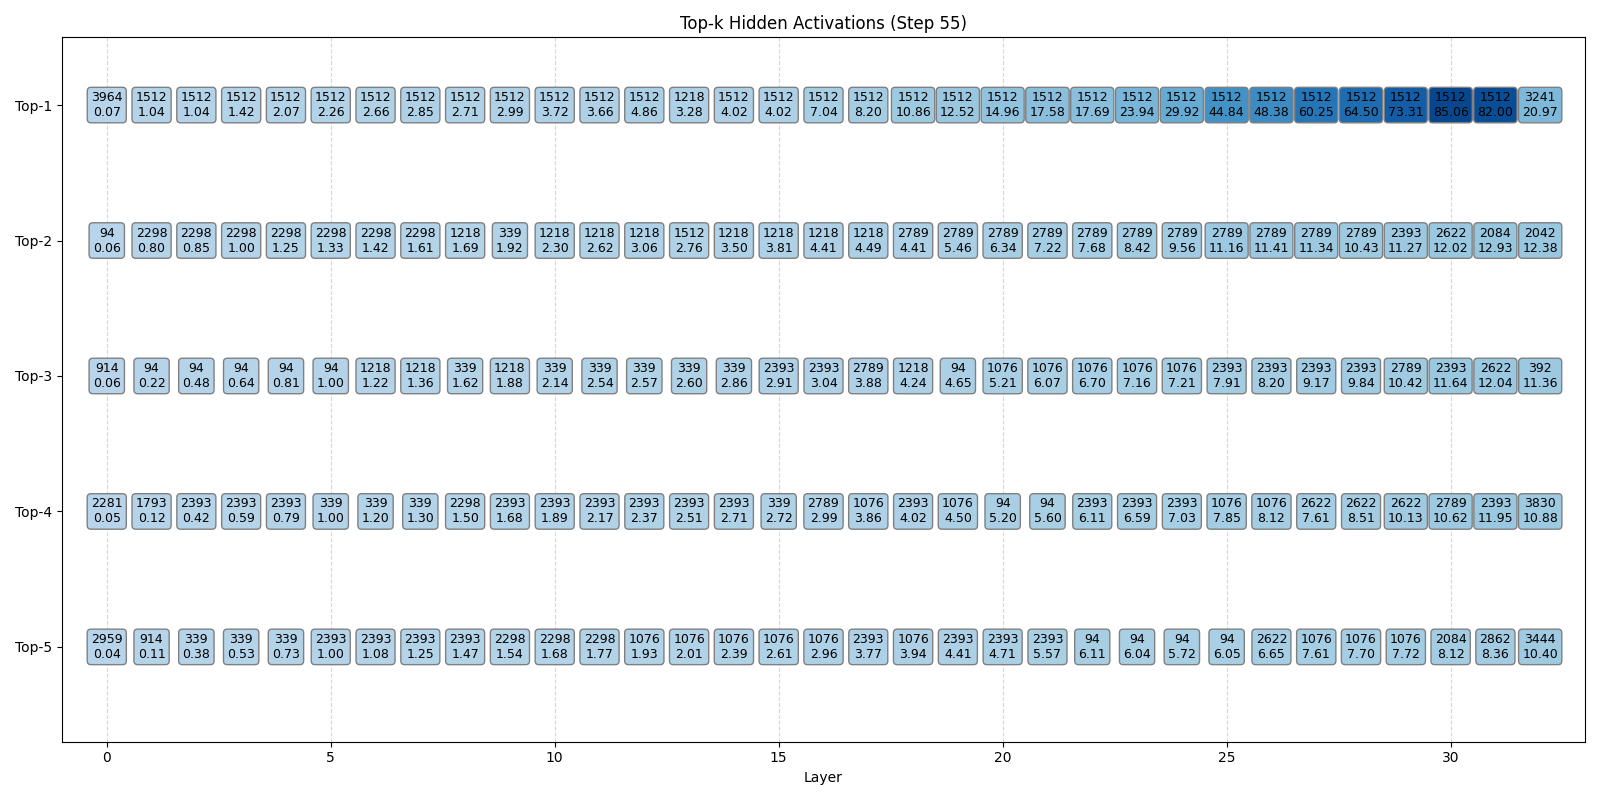 Top-k Hidden Activations (Step 55)
Top-1
3964 1512 1512 1512 1512 1512 1512 1512 1512 1512 1512 1512 1512 1218 1512 1512 1512 1512 1512 1512 1512 1512 1512 1512 1512 1512 1512 1512 1512 1512 1512 1512 3241
0.07 1.04 1.04 1.42 2.07 2.26 2.66 2.85 2.71 2.99 3.72 3.66 4.86 3.28 4.02 4.02 7.04 8.20 10.86 12.52 14.96 17.58 17.69 23.94 29.92 44.84 48.38 60.25 64.50 73.31 85.06 82.00 20.97
Top-2
94 2298 2298 2298 2298 2298 2298 2298 1218 339 1218 1218 1218 1512 1218 1218 1218 1218 2789 2789 2789 2789 2789 2789 2789 2789 2789 2789 2789 2393 2622 2084 2042
0.06 0.80 0.85 1.00 1.25 1.33 1.42 1.61 1.69 1.92 2.30 2.62 3.06 2.76 3.50 3.81 4.41 4.49 4.41 5.46 6.34 7.22 7.68 8.42 9.56 11.16 11.41 11.34 10.43 11.27 12.02 12.93 12.38
Top-3
914 94 94 94 94 94 1218 1218 339 1218 339 339 339 339 339 2393 2393 2789 1218 94 1076 1076 1076 1076 1076 2393 2393 2393 2393 2789 2393 2622 392
0.06 0.22 0.48 0.64 0.81 1.00 1.22 1.36 1.62 1.88 2.14 2.54 2.57 2.60 2.86 2.91 3.04 3.88 4.24 4.65 5.21 6.07 6.70 7.16 7.21 7.91 8.20 9.17 9.84 10.42 11.64 12.04 11.36
Top-4
2281 1793 2393 2393 2393 339 339 339 2298 2393 2393 2393 2393 2393 2393 339 2789 1076 2393 1076 94 94 2393 2393 2393 1076 1076 2622 2622 2622 2789 2393 3830
0.05 0.12 0.42 0.59 0.79 1.00 1.20 1.30 1.50 1.68 1.89 2.17 2.37 2.51 2.71 2.72 2.99 3.86 4.02 4.50 5.20 5.60 6.11 6.59 7.03 7.85 8.12 7.61 8.51 10.13 10.62 11.95 10.88
Top-5
2959 914 339 339 339 2393 2393 2393 2393 2298 2298 2298 1076 1076 1076 1076 1076 2393 1076 2393 2393 2393 94 94 94 94 2622 1076 1076 1076 2084 2862 3444
0.04 0.11 0.38 0.53 0.73 1.00 1.08 1.25 1.47 1.54 1.68 1.77 1.93 2.01 2.39 2.61 2.96 3.77 3.94 4.41 4.71 5.57 6.11 6.04 5.72 6.05 6.65 7.61 7.70 7.72 8.12 8.36 10.40
0 5 10 15 20 25 30
Layer